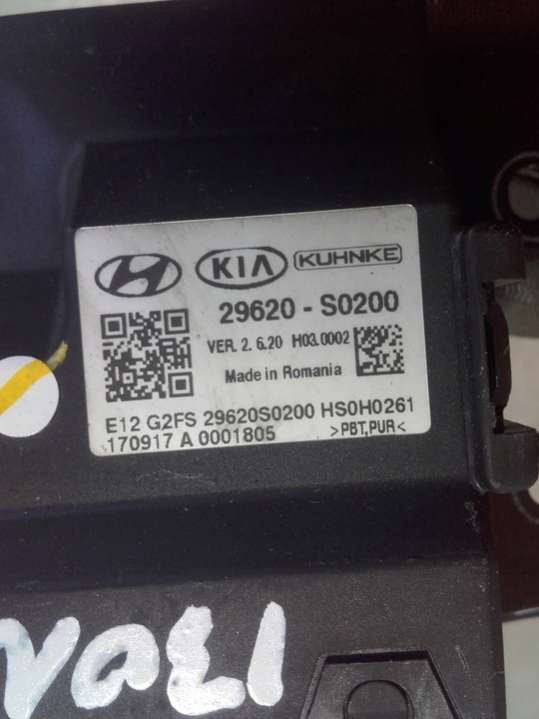 KIA KUHNKE
29620 - S0200
VER. 2. 6.20 H03.0002
Made in Romania
E12 G2FS 29620S0200 HS0H0261
170917 A 0001805 >PBT,PUR<